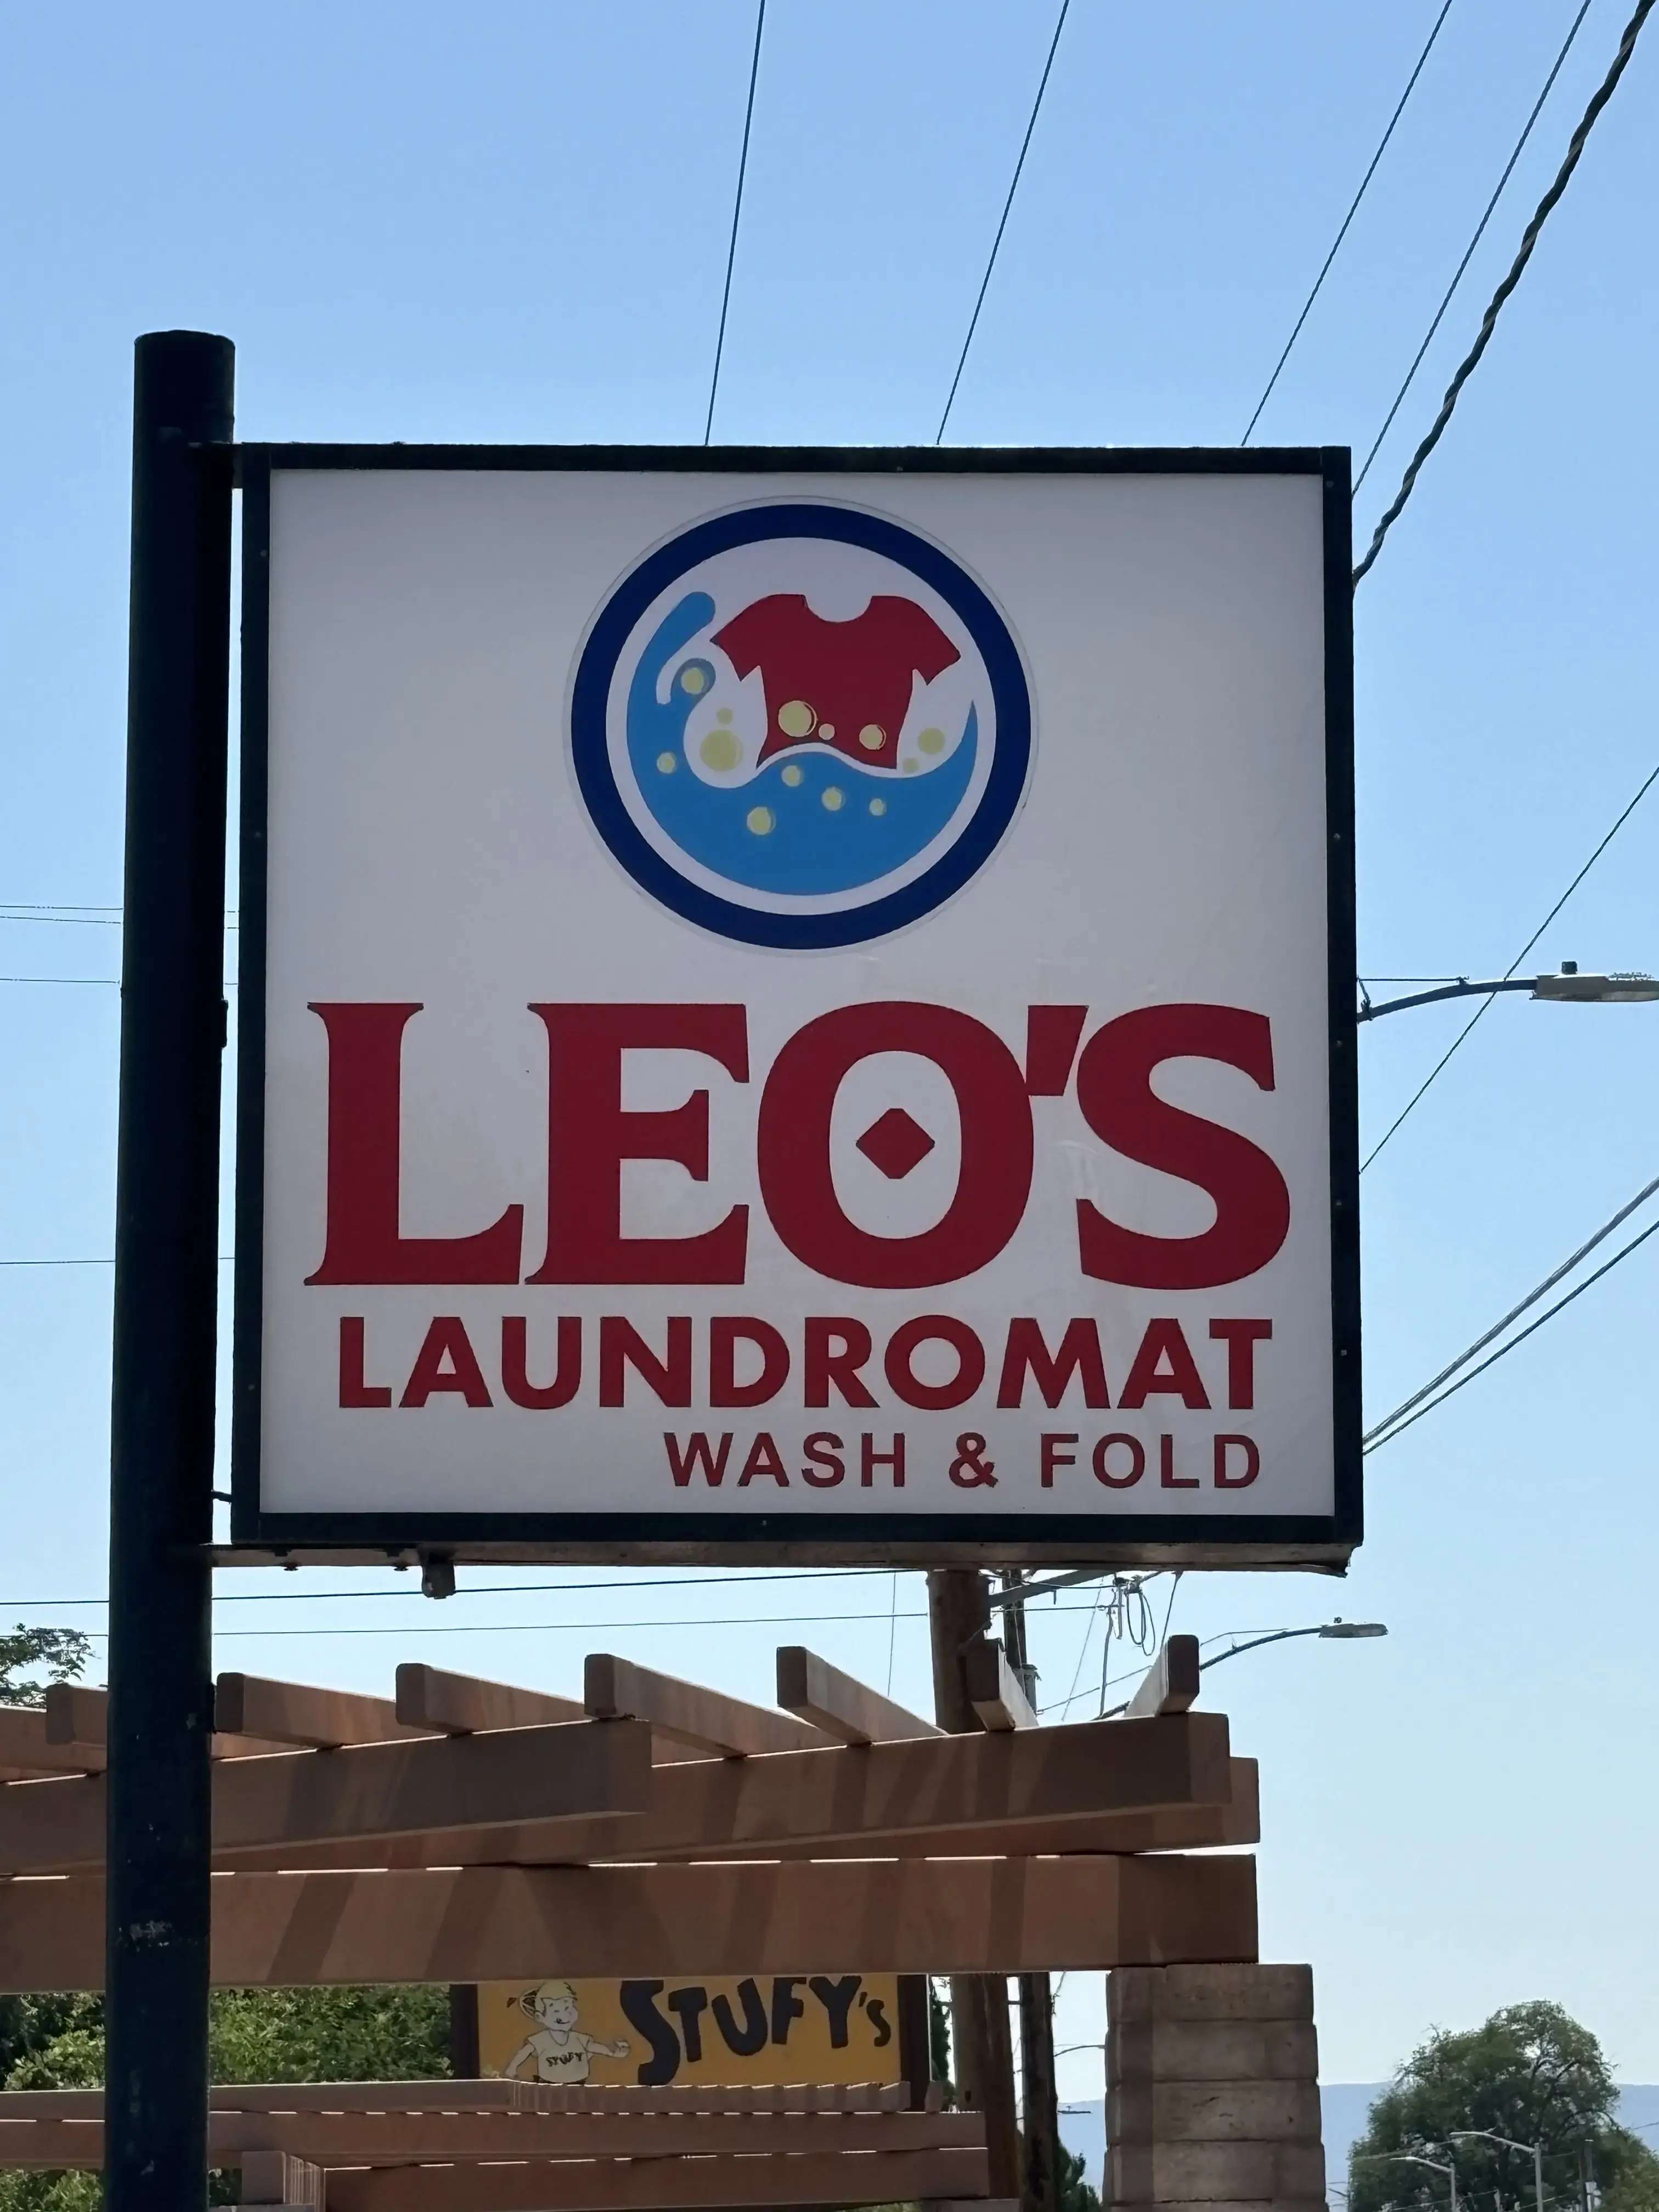 LEO'S
LAUNDROMAT
WASH & FOLD
STUFY'S
STUFY